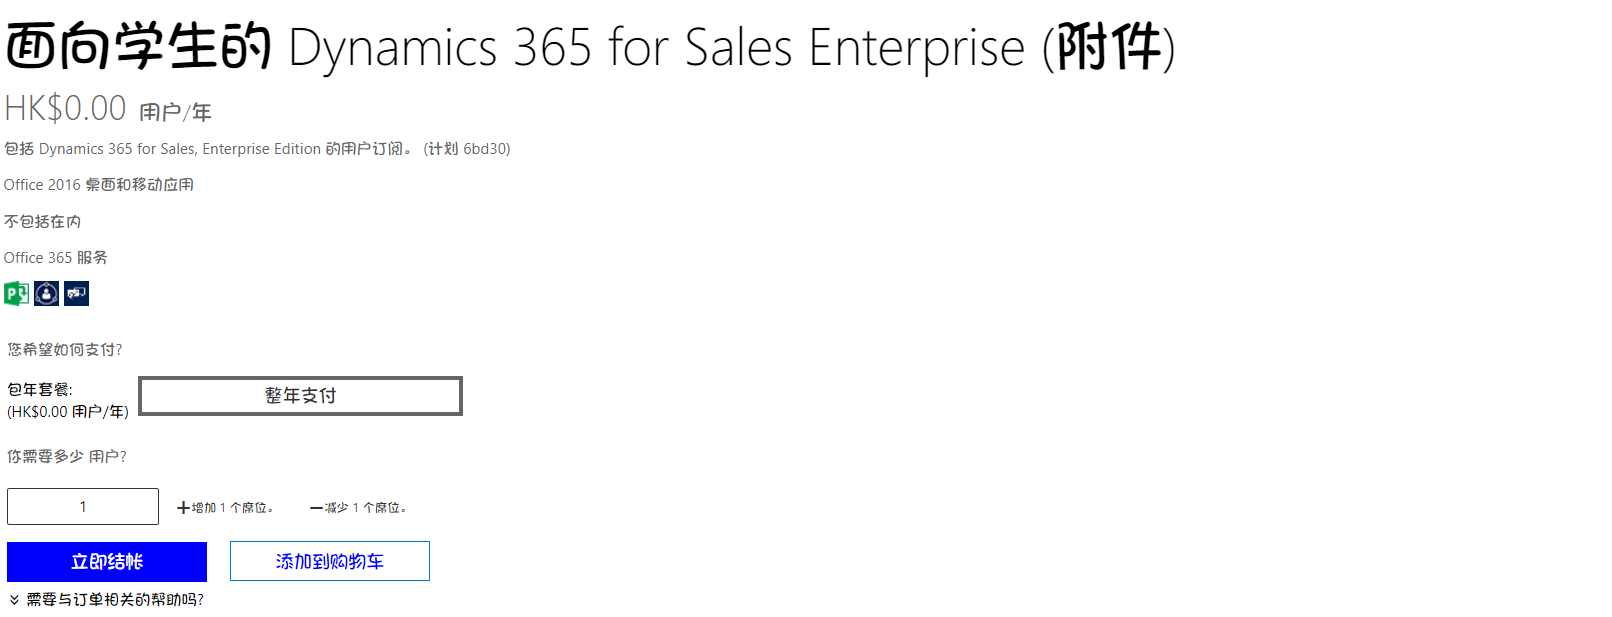 面向学生的 Dynamics 365 for Sales Enterprise (附件)
HK$0.00 用户/年
包括 Dynamics 365 for Sales, Enterprise Edition 的用户订阅。 (计划 6bd30)
Office 2016 桌面和移动应用
不包括在内
Office 365 服务
您希望如何支付?
包年套餐:
(HK$0.00 用户/年)
整年支付
你需要多少 用户?
1
增加 1 个席位。
减少 1 个席位。
立即结帐
添加到购物车
需要与订单相关的帮助吗?